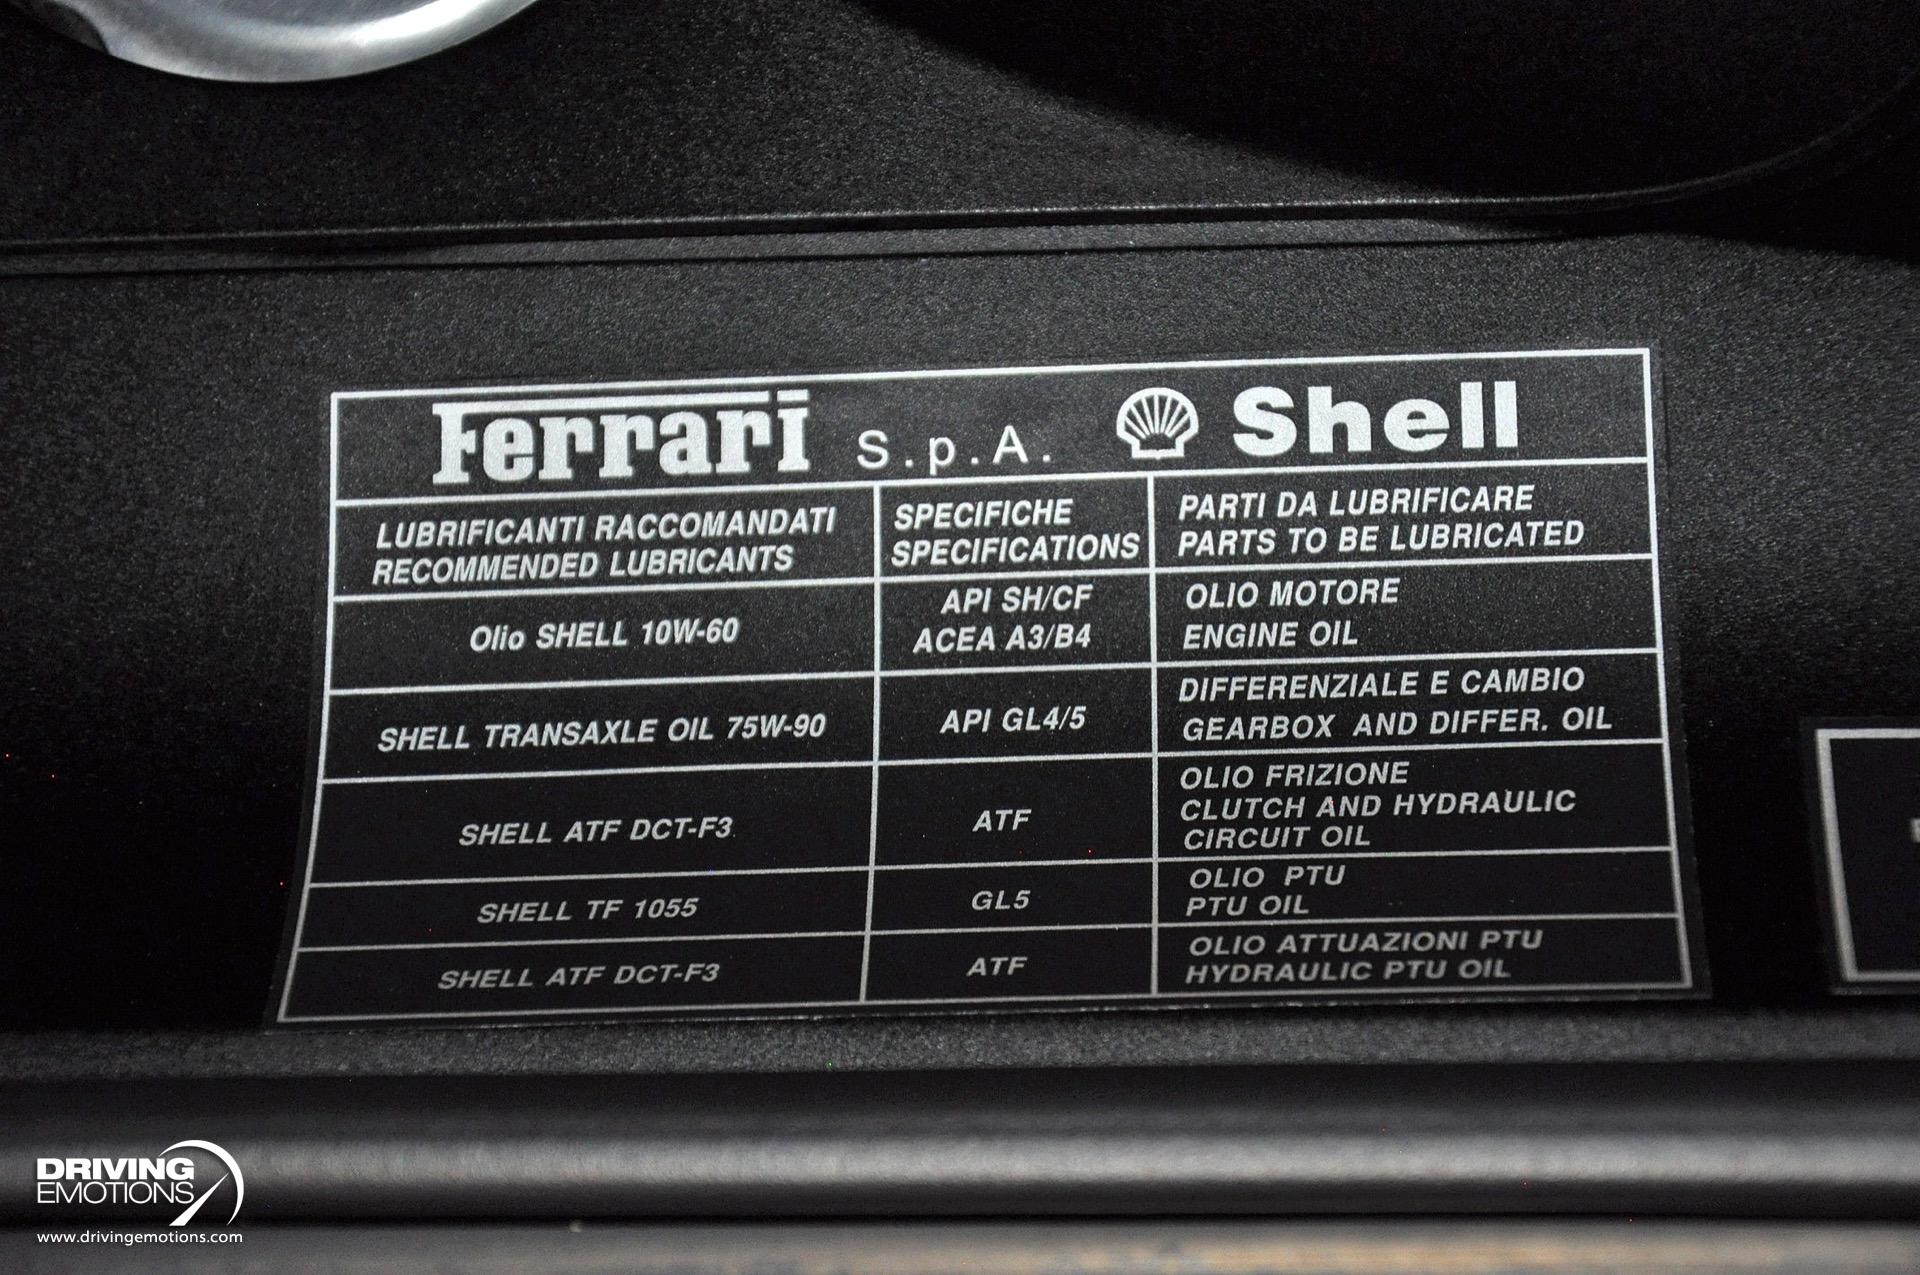 Ferrari S.p.A. Shell
LUBRIFICANTI RACCOMANDATI
RECOMMENDED LUBRICANTS
SPECIFICHE
SPECIFICATIONS
PARTI DA LUBRIFICARE
PARTS TO BE LUBRICATED
Olio SHELL 10W-60
API SH/CF
ACEA A3/B4
OLIO MOTORE
ENGINE OIL
SHELL TRANSAXLE OIL 75W-90
API GL4/5
DIFFERENZIALE E CAMBIO
GEARBOX AND DIFFER. OIL
SHELL ATF DCT-F3
ATF
OLIO FRIZIONE
CLUTCH AND HYDRAULIC
CIRCUIT OIL
SHELL TF 1055
GL5
OLIO PTU
PTU OIL
SHELL ATF DCT-F3
ATF
OLIO ATTUAZIONI PTU
HYDRAULIC PTU OIL
DRIVING
EMOTIONS
www.drivingemotions.com